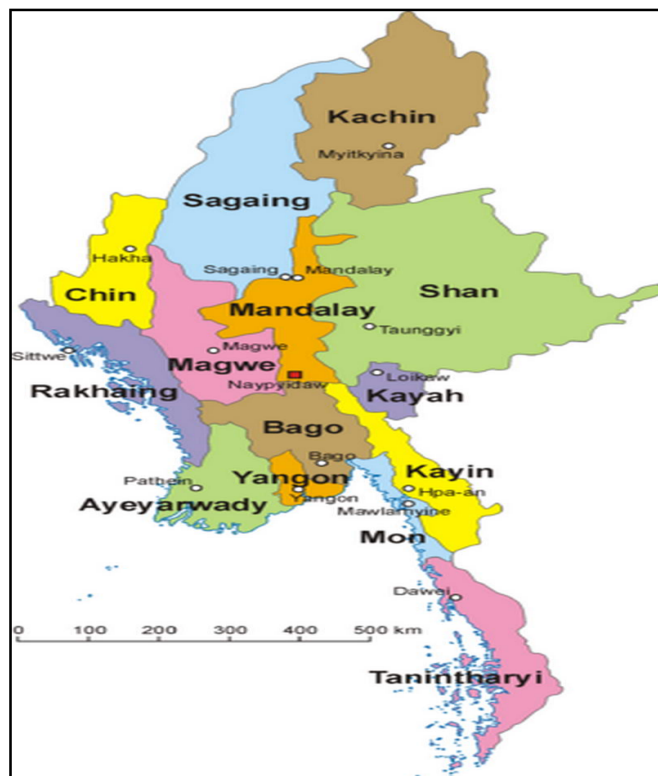 Kachin
Myitkyina
Sagaing
Hakha
Sagaing
Mandalay
Chin
Shan
Mandalay
Taunggyi
Sittwe
Magwe
Magwe
Loikaw
Naypyidaw
Rakhaing
Kayah
Bago
Bago
Kayin
Yangon
Pathein
Hpa-an
Yangon
Ayeyarwady
Mawlamyine
Mon
Dawei
0 100 200 300 400 500 km
Tanintharyi